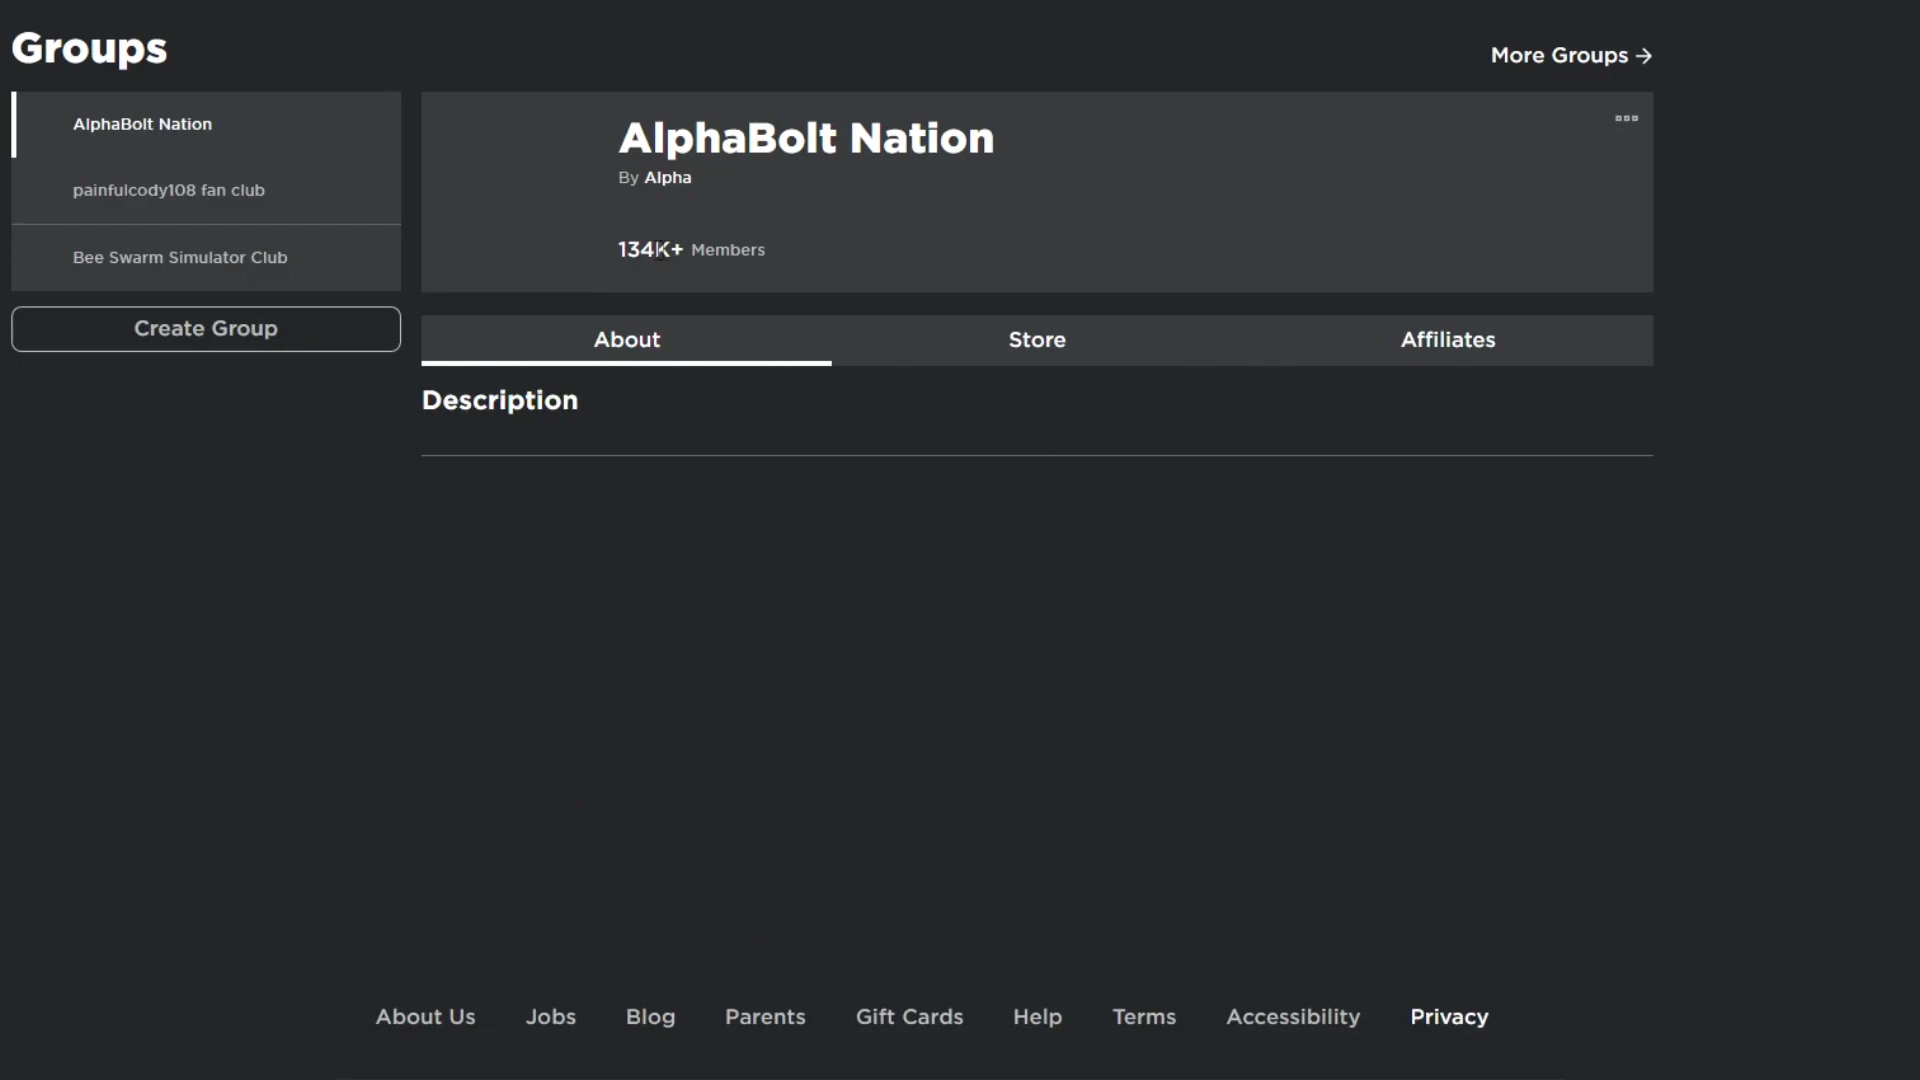 Groups
More Groups →
AlphaBolt Nation
painfulcody108 fan club
Bee Swarm Simulator Club
Create Group
AlphaBolt Nation
By Alpha
134K+ Members
About Store Affiliates
Description
About Us Jobs Blog Parents Gift Cards Help Terms Accessibility Privacy